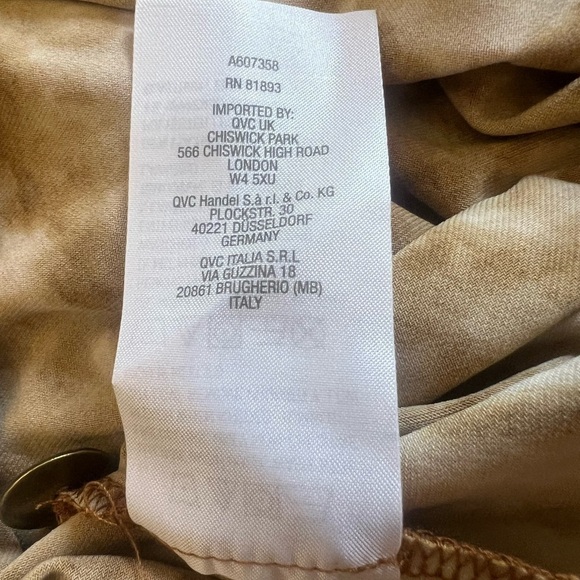 A607358
RN 81893
IMPORTED BY:
QVC UK
CHISWICK PARK
566 CHISWICK HIGH ROAD
LONDON
W4 5XU
QVC Handel S.à r.l. & Co. KG
PLOCKSTR. 30
40221 DÜSSELDORF
GERMANY
QVC ITALIA S.R.L
VIA GUZZINA 18
20861 BRUGHERIO (MB)
ITALY